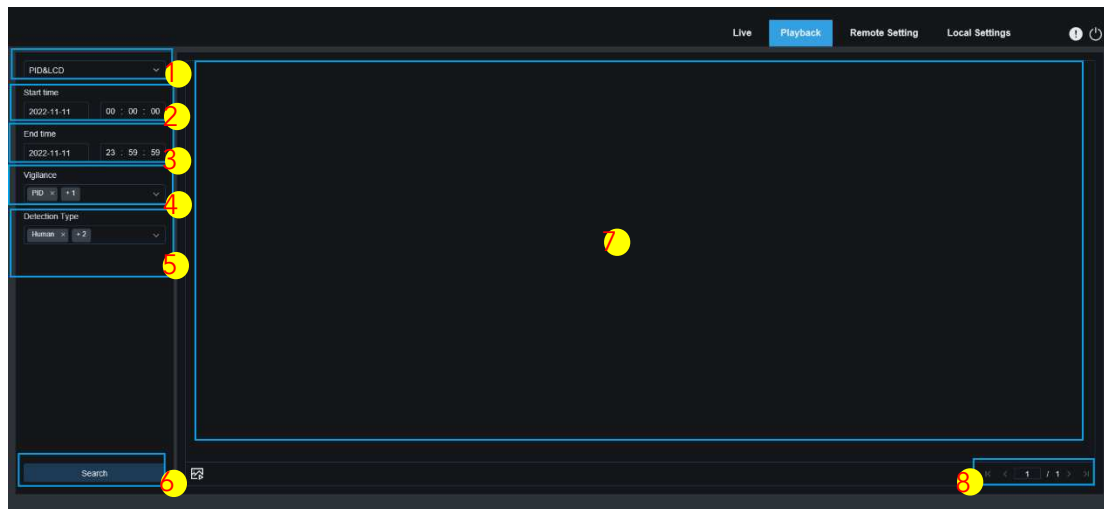 Live Playback Remote Setting Local Settings
PID&LCD 1
Start time
2022-11-11 00 : 00 : 00 2
End time
2022-11-11 23 : 59 : 59 3
Vigilance
PID × +1 4
Detection Type
Human × +2
5
7
Search 6
8 1 / 1